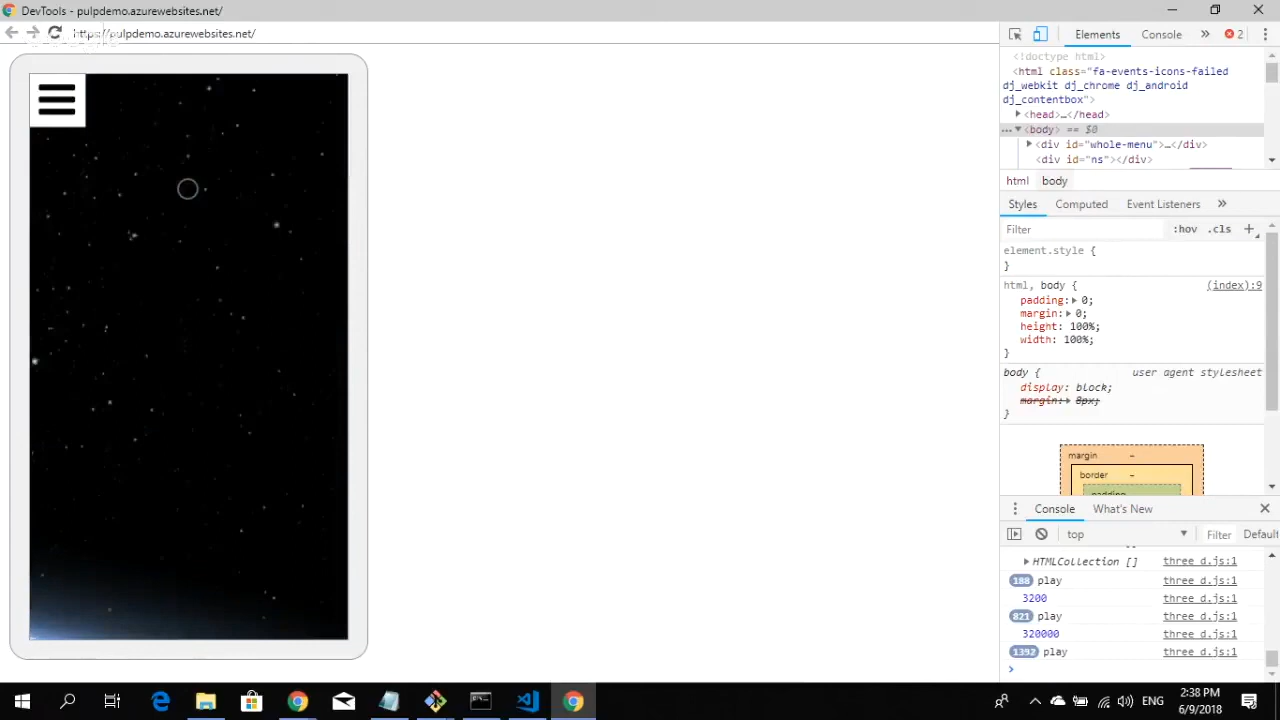 DevTools - pulpdemo.azurewebsites.net/
https://pulpdemo.azurewebsites.net/
Elements Console » 2
<!doctype html>
<html class="fa-events-icons-failed
dj_webkit dj_chrome dj_android
dj_contentbox">
<head>…</head>
<body> == $0
<div id="whole-menu">…</div>
<div id="ns"></div>
html body
Styles Computed Event Listeners »
Filter :hov .cls +
element.style {
}
html, body { (index):9
padding: 0;
margin: 0;
height: 100%;
width: 100%;
}
body { user agent stylesheet
display: block;
margin: 8px;
}
margin -
border -
padding
Console What's New
top Filter Default
HTMLCollection [] three d.js:1
188 play three d.js:1
3200 three d.js:1
821 play three d.js:1
320000 three d.js:1
1392 play three d.js:1
ENG
6/9/2018